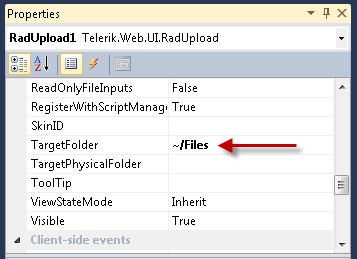 Properties
RadUpload1 Telerik.Web.UI.RadUpload
ReadOnlyFileInputs False
RegisterWithScriptManage True
SkinID
TargetFolder ~/Files
TargetPhysicalFolder
ToolTip
ViewStateMode Inherit
Visible True
Client-side events